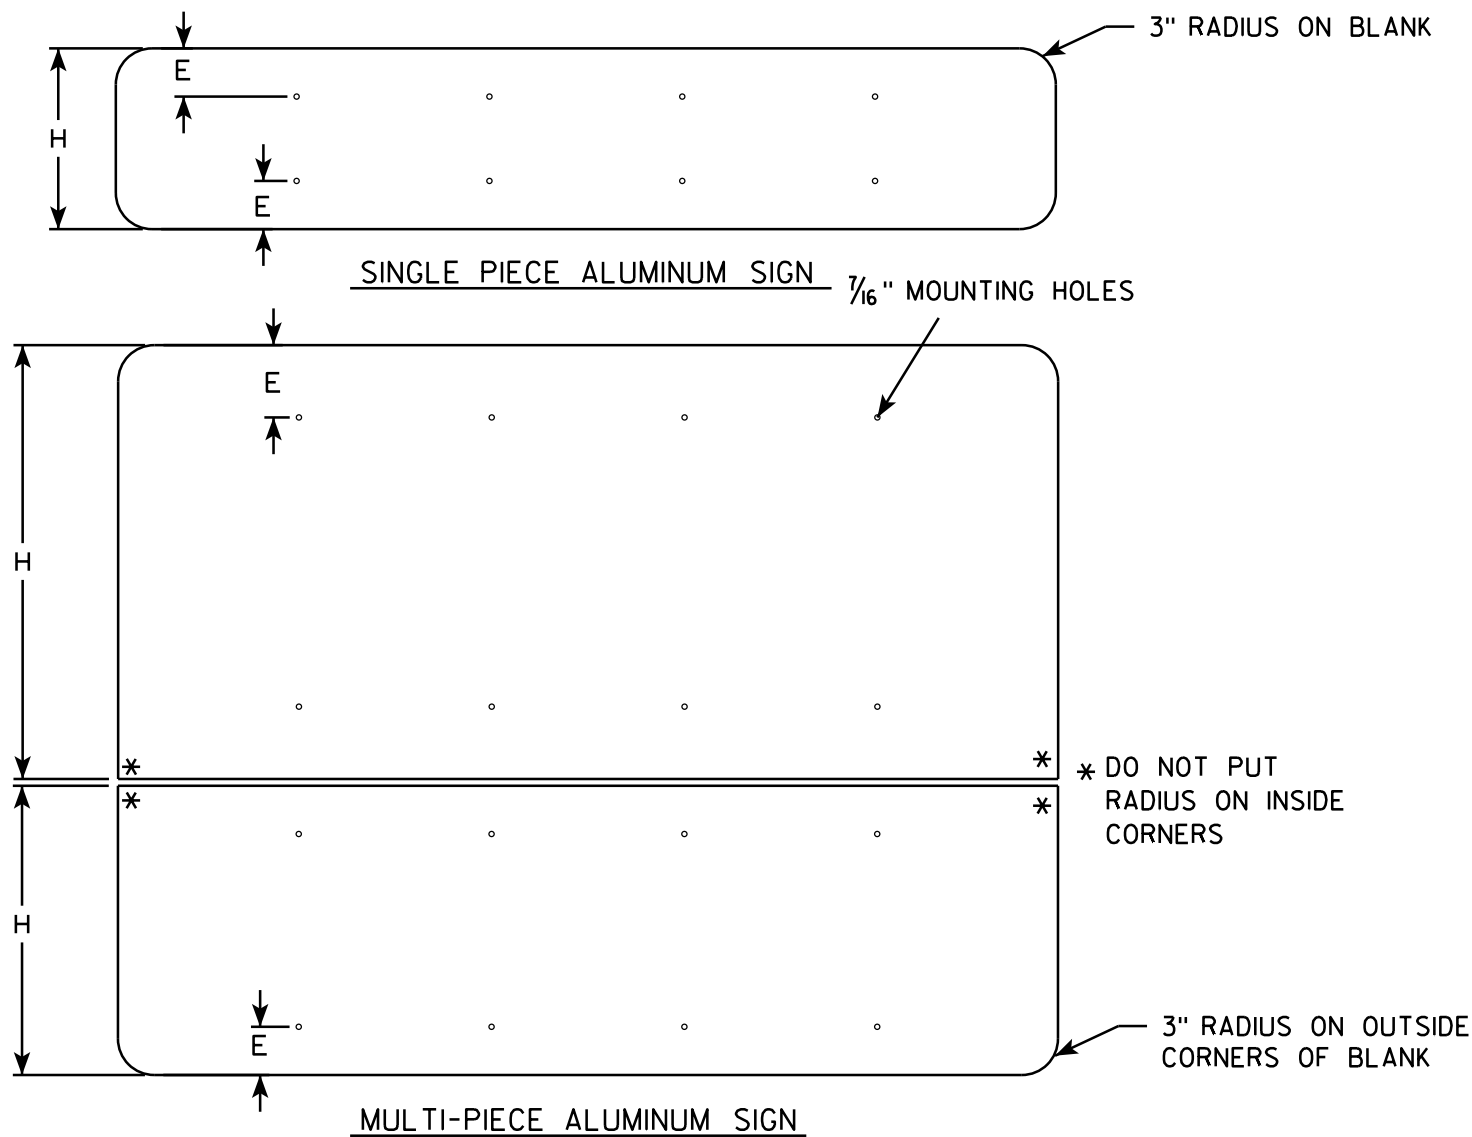 3" RADIUS ON BLANK
E
H
E
SINGLE PIECE ALUMINUM SIGN
7/16" MOUNTING HOLES
E
H
* *
* DO NOT PUT
* *
RADIUS ON INSIDE
CORNERS
H
E
3" RADIUS ON OUTSIDE
CORNERS OF BLANK
MULTI-PIECE ALUMINUM SIGN